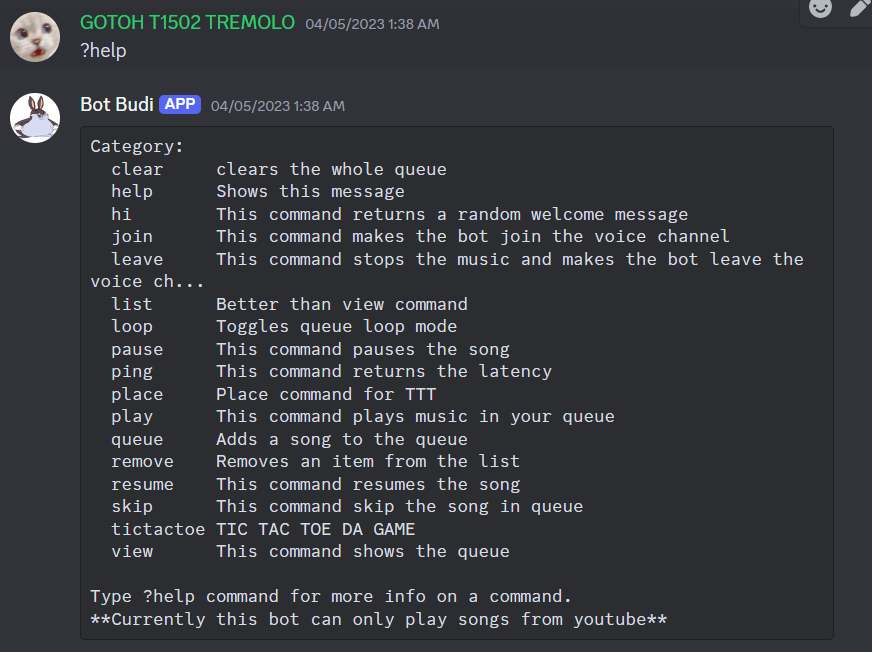 GOTOH T1502 TREMOLO 04/05/2023 1:38 AM
?help
Bot Budi APP 04/05/2023 1:38 AM
Category:
  clear     clears the whole queue
  help      Shows this message
  hi        This command returns a random welcome message
  join      This command makes the bot join the voice channel
  leave     This command stops the music and makes the bot leave the
voice ch...
  list      Better than view command
  loop      Toggles queue loop mode
  pause     This command pauses the song
  ping      This command returns the latency
  place     Place command for TTT
  play      This command plays music in your queue
  queue     Adds a song to the queue
  remove    Removes an item from the list
  resume    This command resumes the song
  skip      This command skip the song in queue
  tictactoe TIC TAC TOE DA GAME
  view      This command shows the queue

Type ?help command for more info on a command.
**Currently this bot can only play songs from youtube**